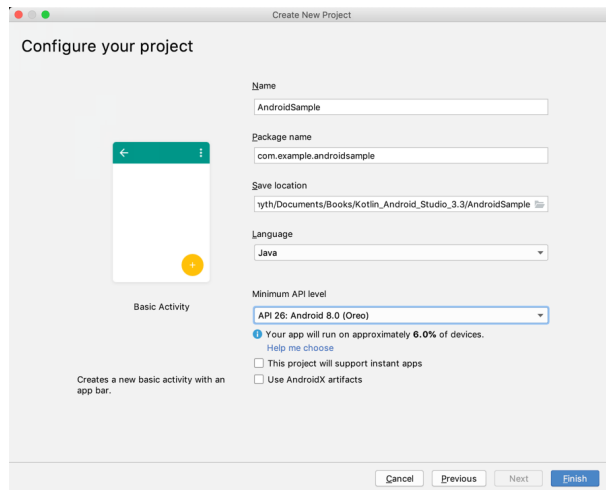 Create New Project
Configure your project
Name
AndroidSample
Package name
com.example.androidsample
Save location
yth/Documents/Books/Kotlin_Android_Studio_3.3/AndroidSample
Language
Java
Minimum API level
API 26: Android 8.0 (Oreo)
Your app will run on approximately 6.0% of devices.
Help me choose
This project will support instant apps
Use AndroidX artifacts
Basic Activity
Creates a new basic activity with an
app bar.
Cancel
Previous
Next
Finish